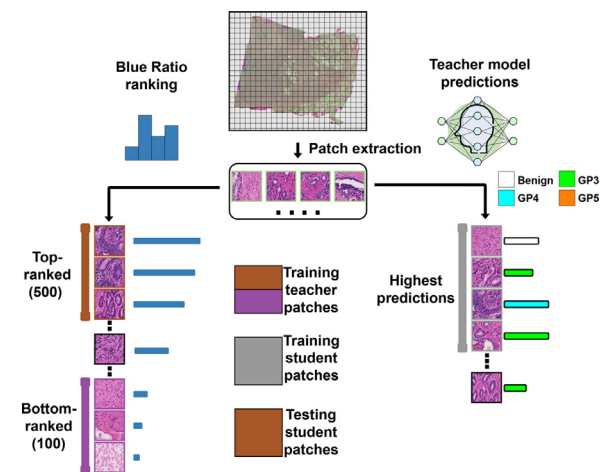 Blue Ratio
ranking
Teacher model
predictions
Patch extraction
Benign
GP3
GP4
GP5
Top-
ranked
(500)
Bottom-
ranked
(100)
Training
teacher
patches
Training
student
patches
Testing
student
patches
Highest
predictions